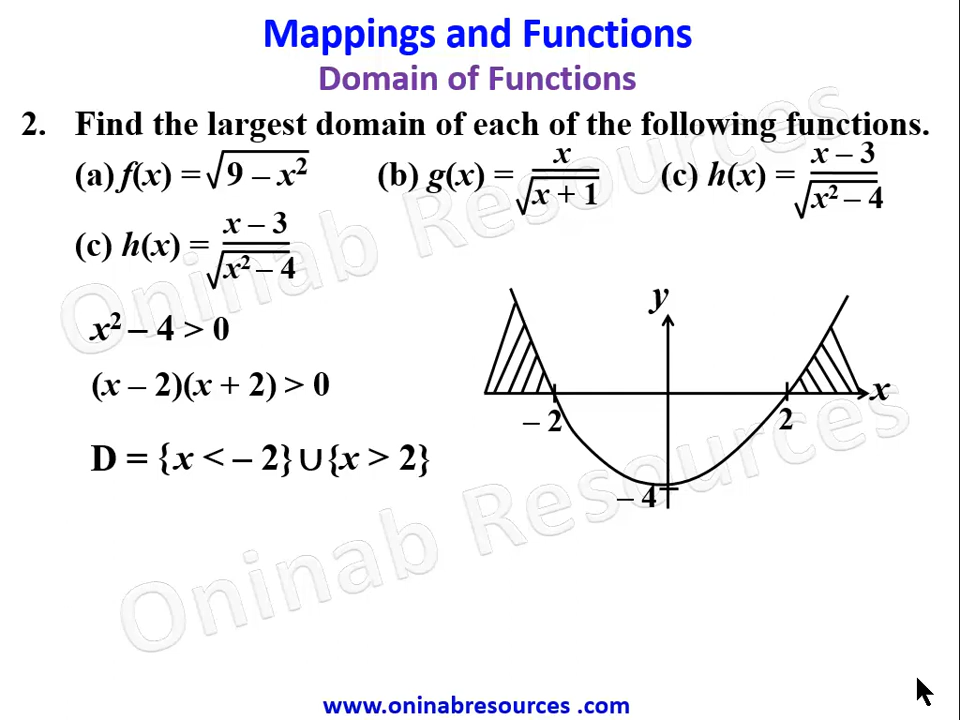 Mappings and Functions
Domain of Functions
2. Find the largest domain of each of the following functions.
(a) f(x) = √(9 – x²) (b) g(x) = x/√(x + 1) (c) h(x) = (x – 3)/√(x² – 4)
(c) h(x) = (x – 3)/√(x² – 4)
x² – 4 > 0
(x – 2)(x + 2) > 0
D = {x < – 2} ∪ {x > 2}
y
x
– 2
2
– 4
Oninab Resources
Oninab Resources
www.oninabresources .com